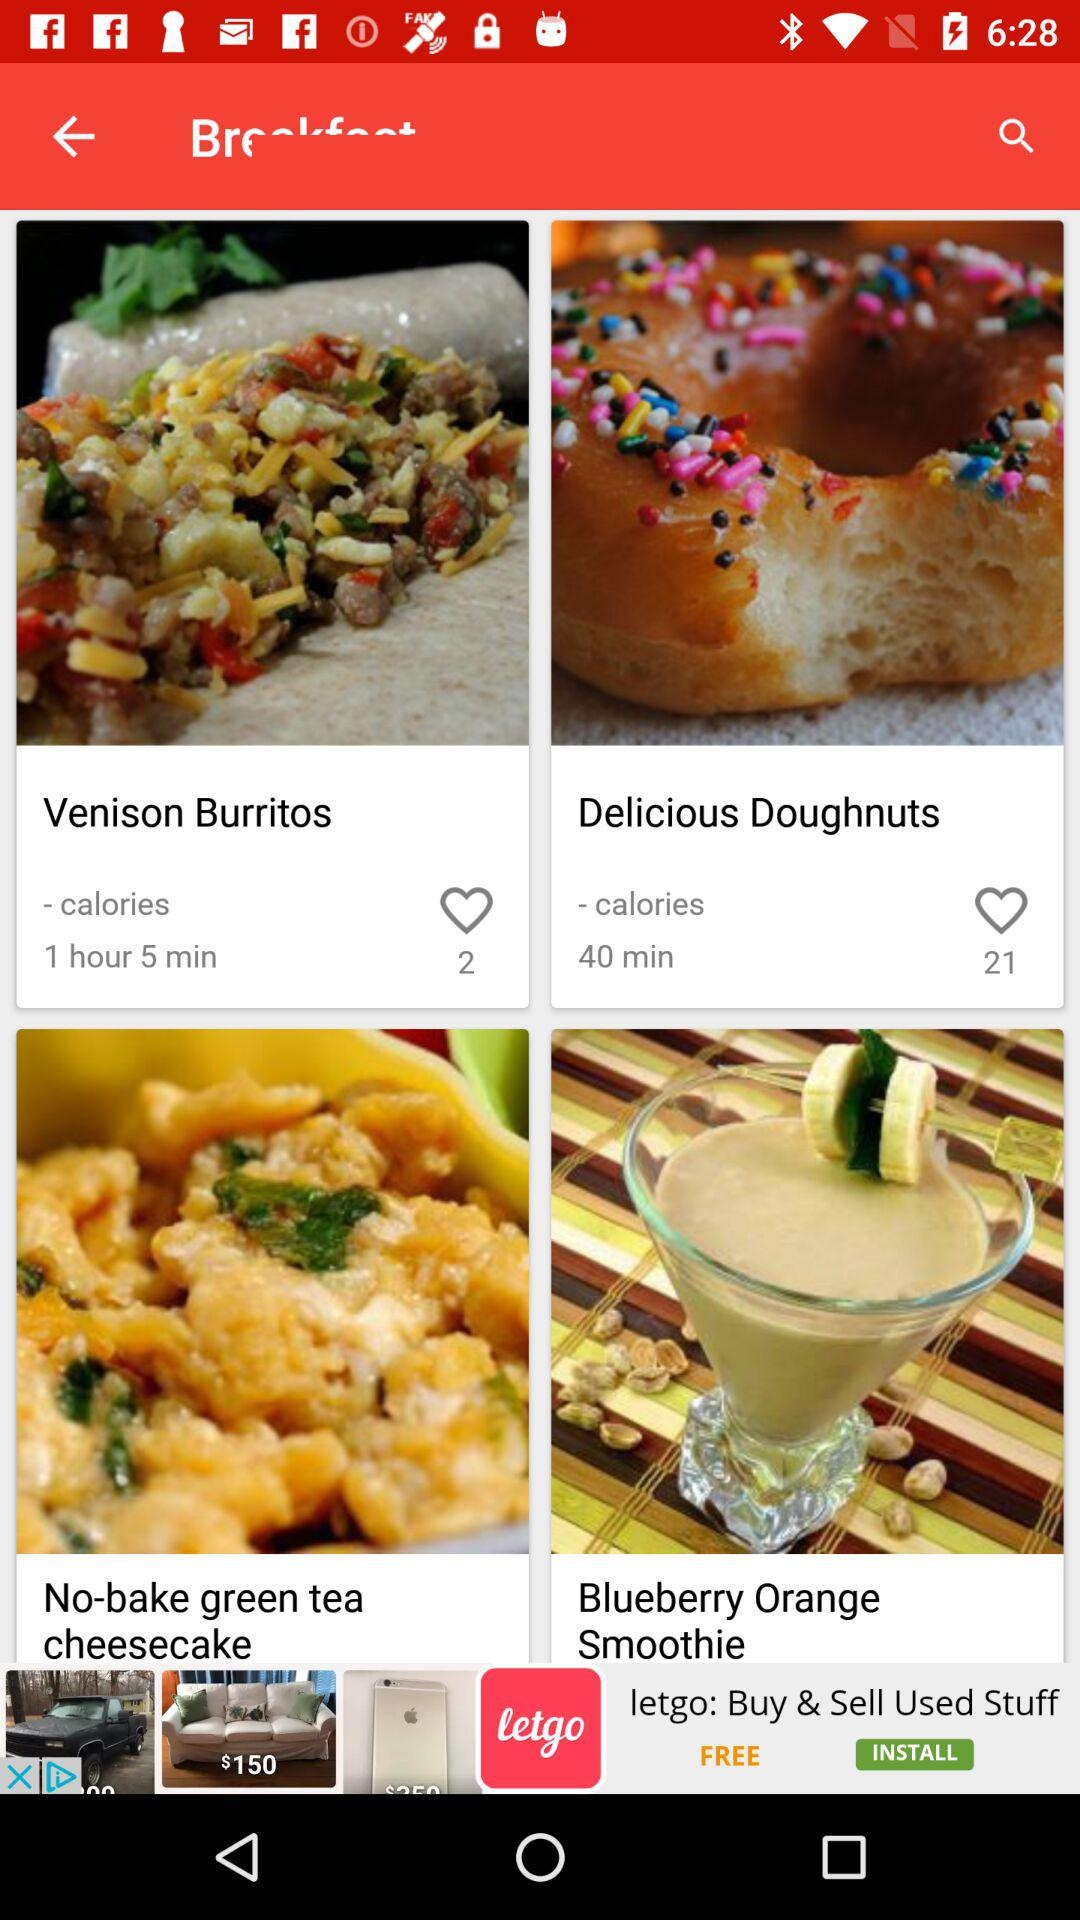 FAKE
6:28
Venison Burritos
Delicious Doughnuts
- calories
1 hour 5 min
2
- calories
40 min
21
No-bake green tea
cheesecake
Blueberry Orange
Smoothie
$150
letgo
letgo: Buy & Sell Used Stuff
FREE
INSTALL